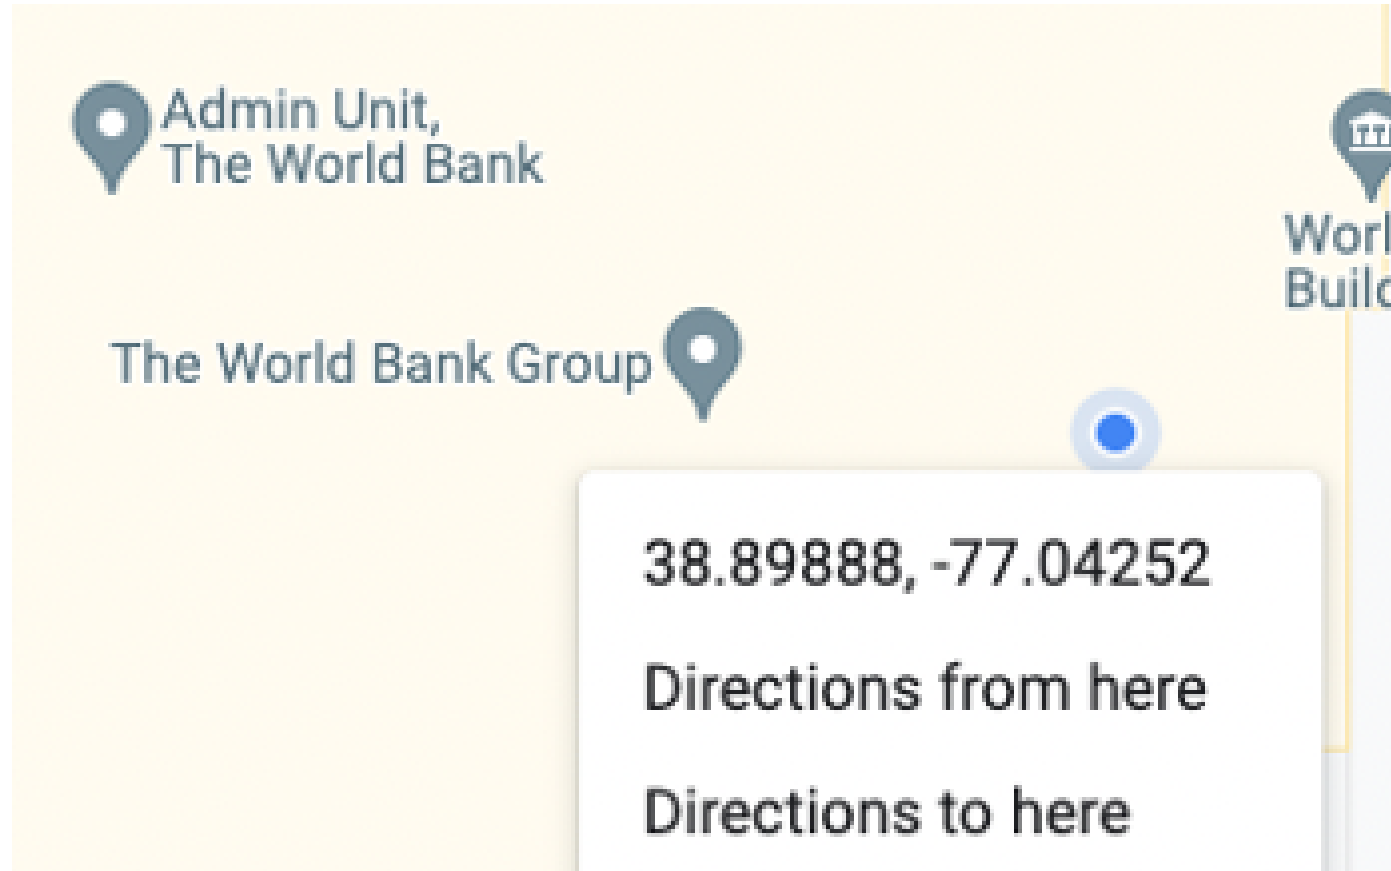 Admin Unit,
The World Bank
The World Bank Group
38.89888, -77.04252
Directions from here
Directions to here